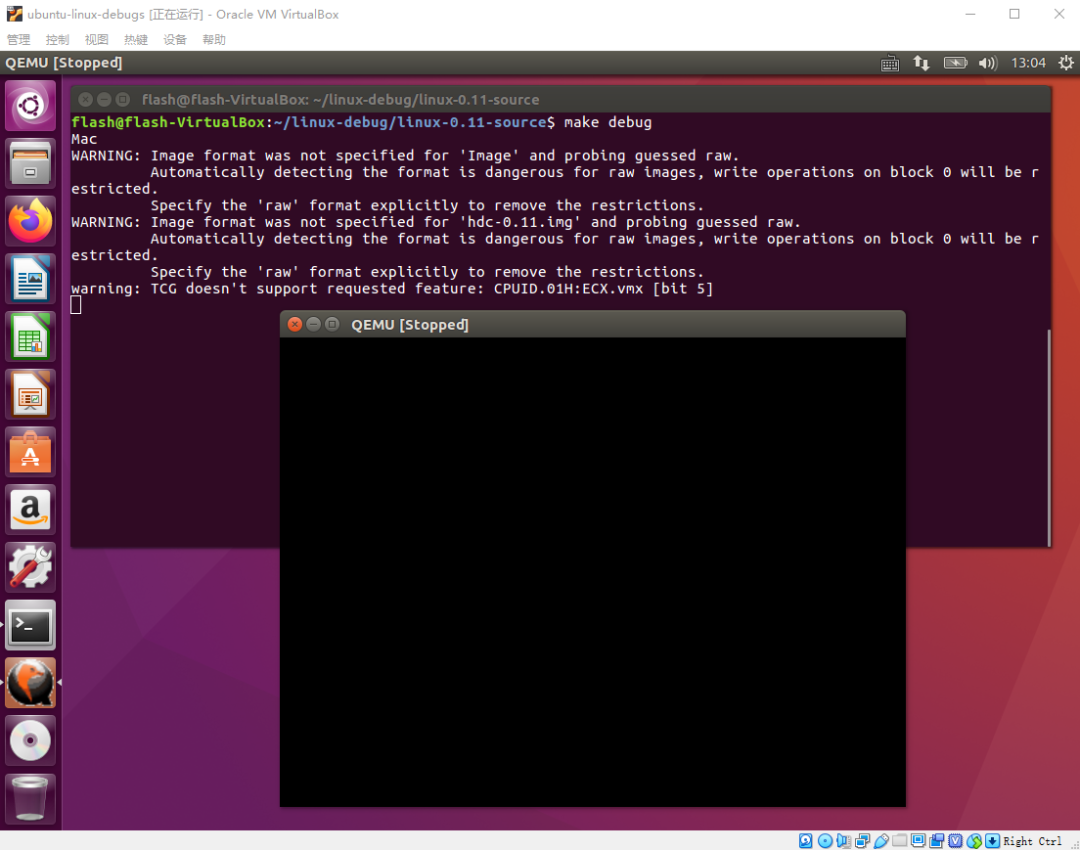 ubuntu-linux-debugs [正在运行] - Oracle VM VirtualBox
管理 控制 视图 热键 设备 帮助
QEMU [Stopped] 13:04
flash@flash-VirtualBox: ~/linux-debug/linux-0.11-source
flash@flash-VirtualBox:~/linux-debug/linux-0.11-source$ make debug
Mac
WARNING: Image format was not specified for 'Image' and probing guessed raw.
Automatically detecting the format is dangerous for raw images, write operations on block 0 will be r
estricted.
Specify the 'raw' format explicitly to remove the restrictions.
WARNING: Image format was not specified for 'hdc-0.11.img' and probing guessed raw.
Automatically detecting the format is dangerous for raw images, write operations on block 0 will be r
estricted.
Specify the 'raw' format explicitly to remove the restrictions.
warning: TCG doesn't support requested feature: CPUID.01H:ECX.vmx [bit 5]
QEMU [Stopped]
Right Ctrl